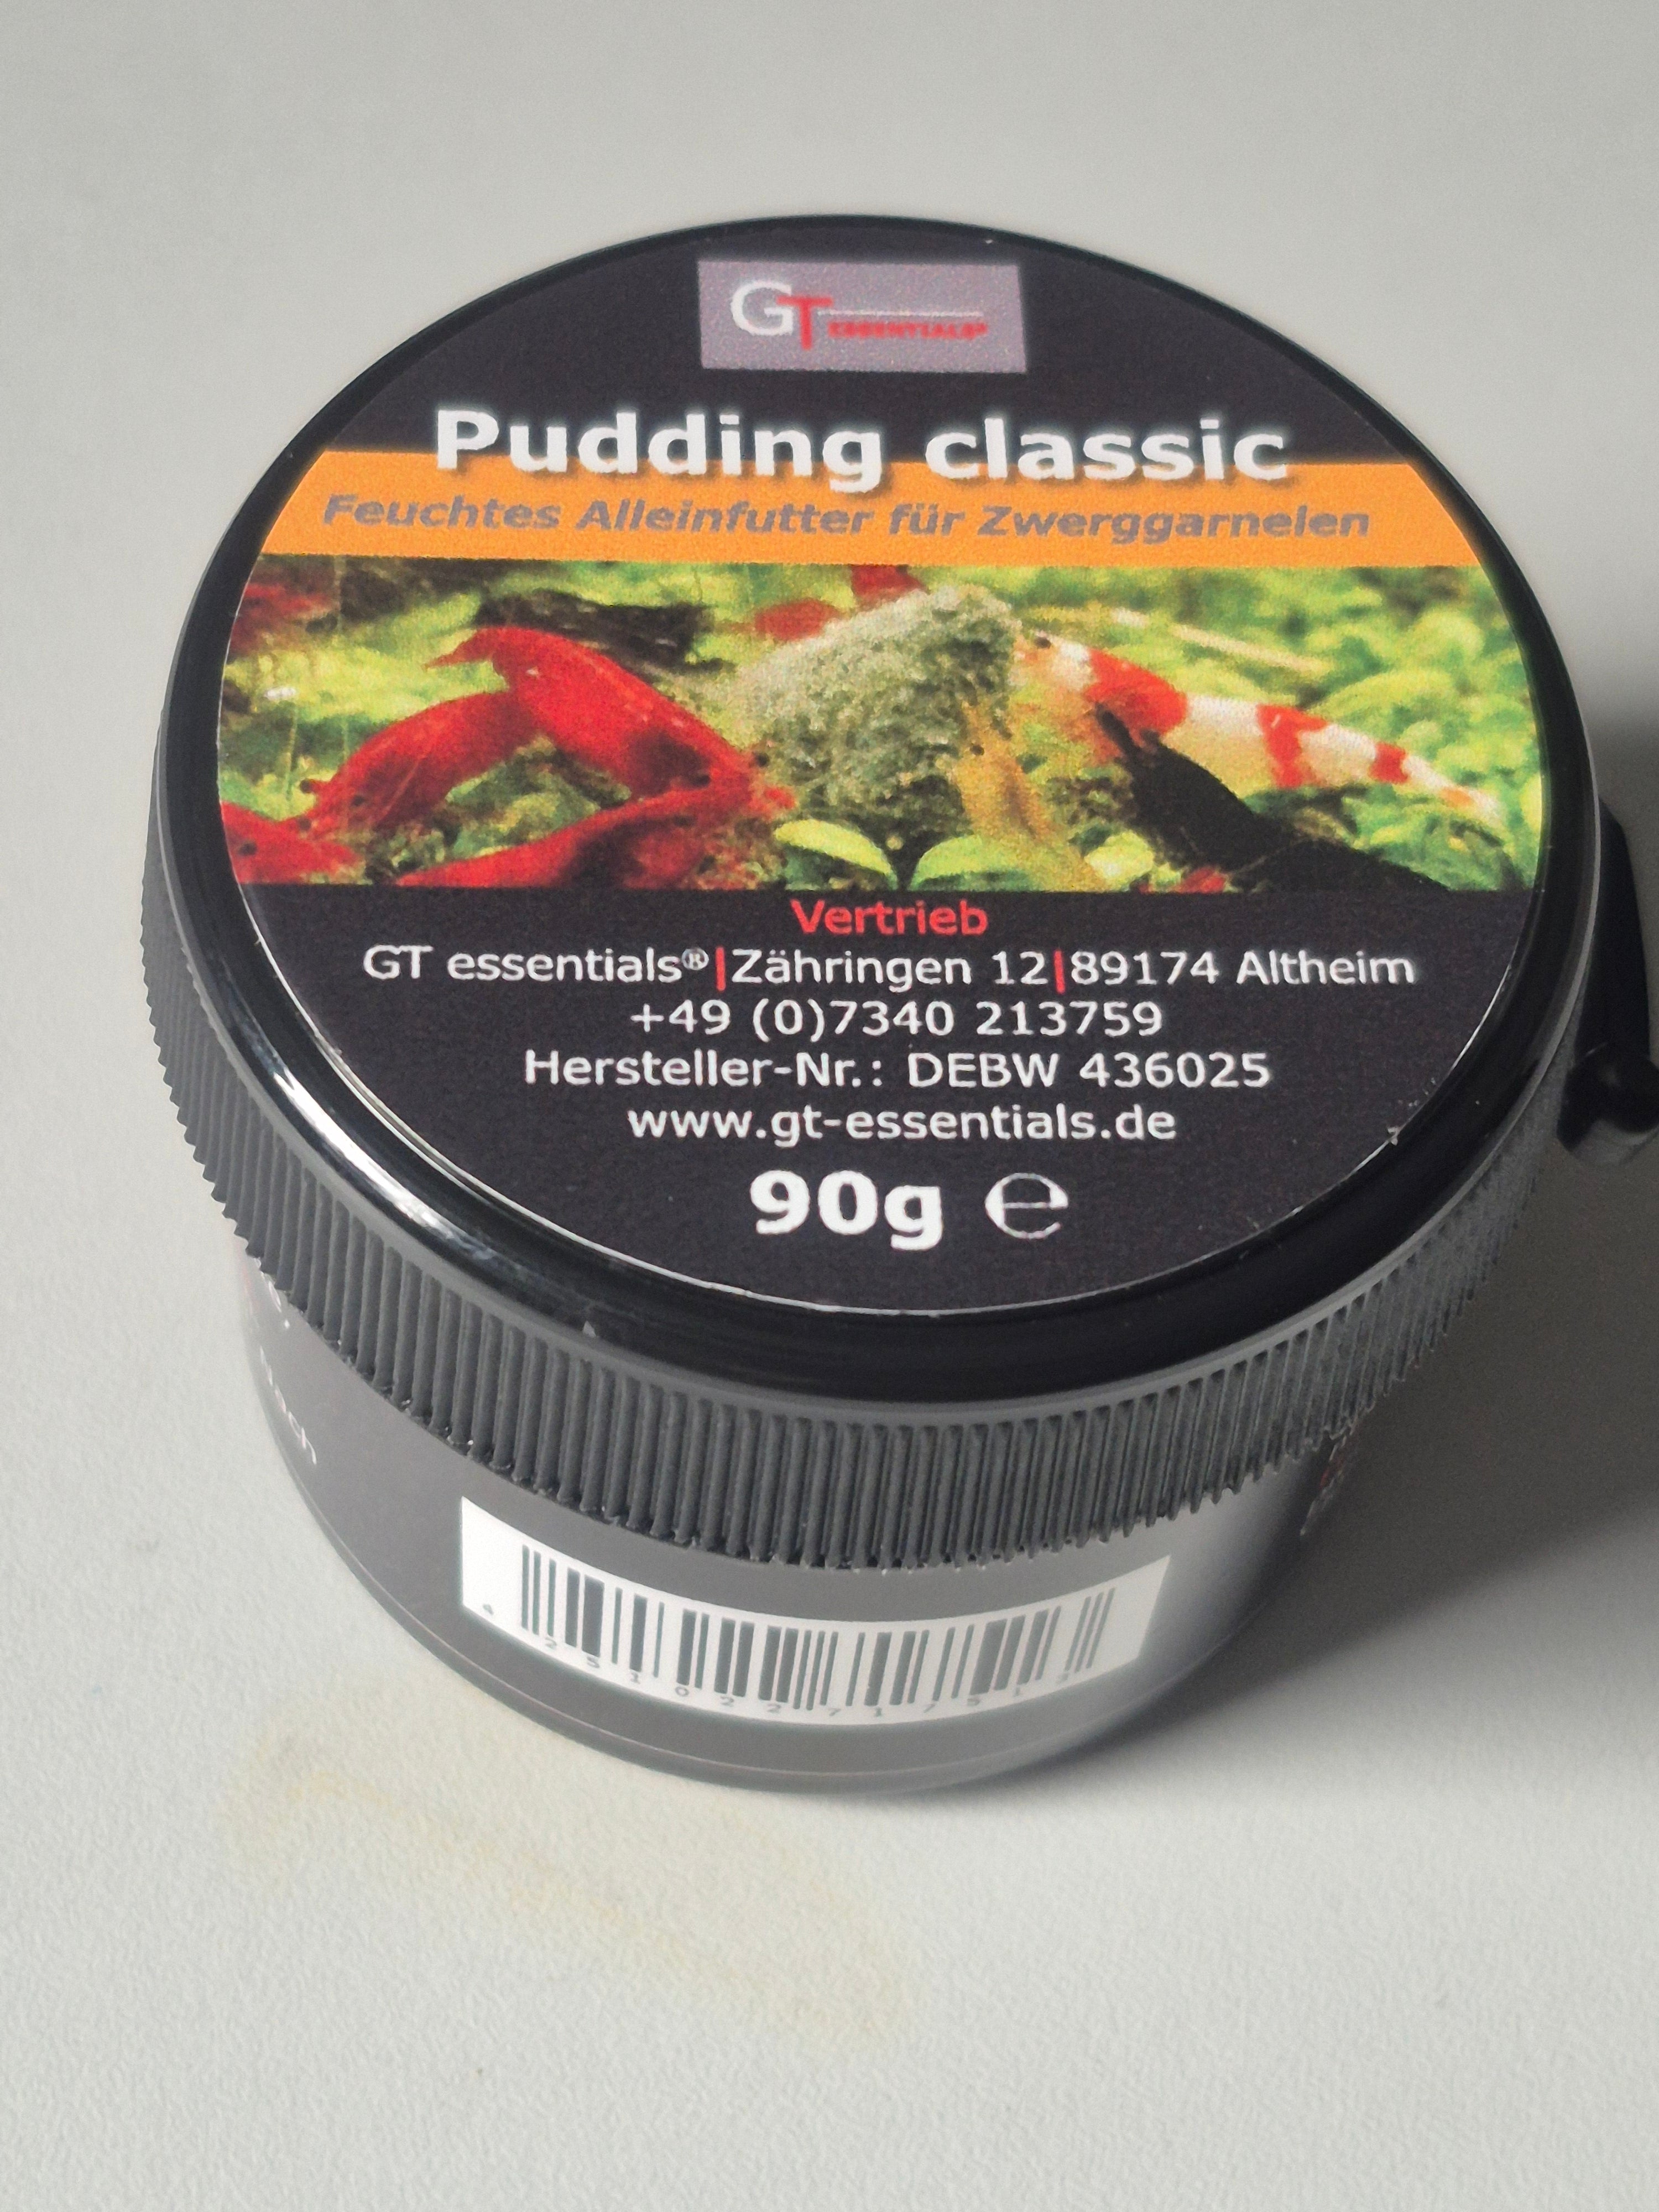 GT ESSENTIALS®
Pudding classic
Feuchtes Alleinfutter für Zwerggarnelen
Vertrieb
GT essentials®|Zähringen 12|89174 Altheim
+49 (0)7340 213759
Hersteller-Nr.: DEBW 436025
www.gt-essentials.de
90g ℮